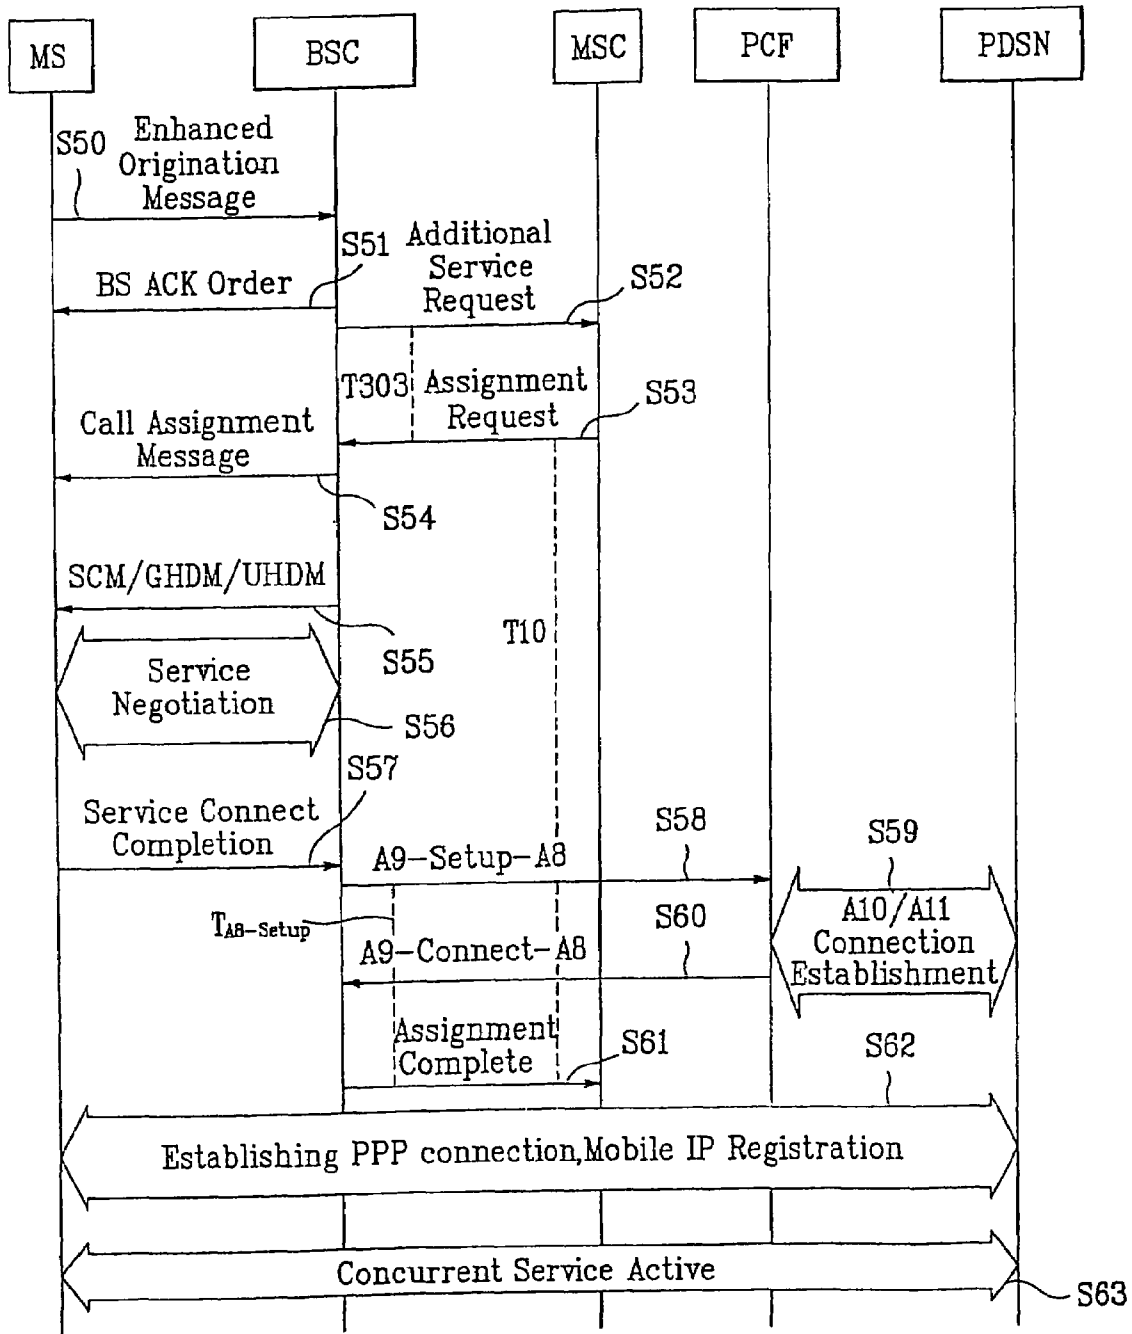 MS
BSC
MSC
PCF
PDSN
S50
Enhanced
Origination
Message
S51
BS ACK Order
Additional
Service
Request
S52
T303
Assignment
Request
S53
Call Assignment
Message
S54
SCM/GHDM/UHDM
S55
T10
Service
Negotiation
S56
S57
Service Connect
Completion
A9-Setup-A8
S58
S59
TA8-Setup
A9-Connect-A8
S60
A10/A11
Connection
Establishment
Assignment
Complete
S61
S62
Establishing PPP connection,Mobile IP Registration
Concurrent Service Active
S63